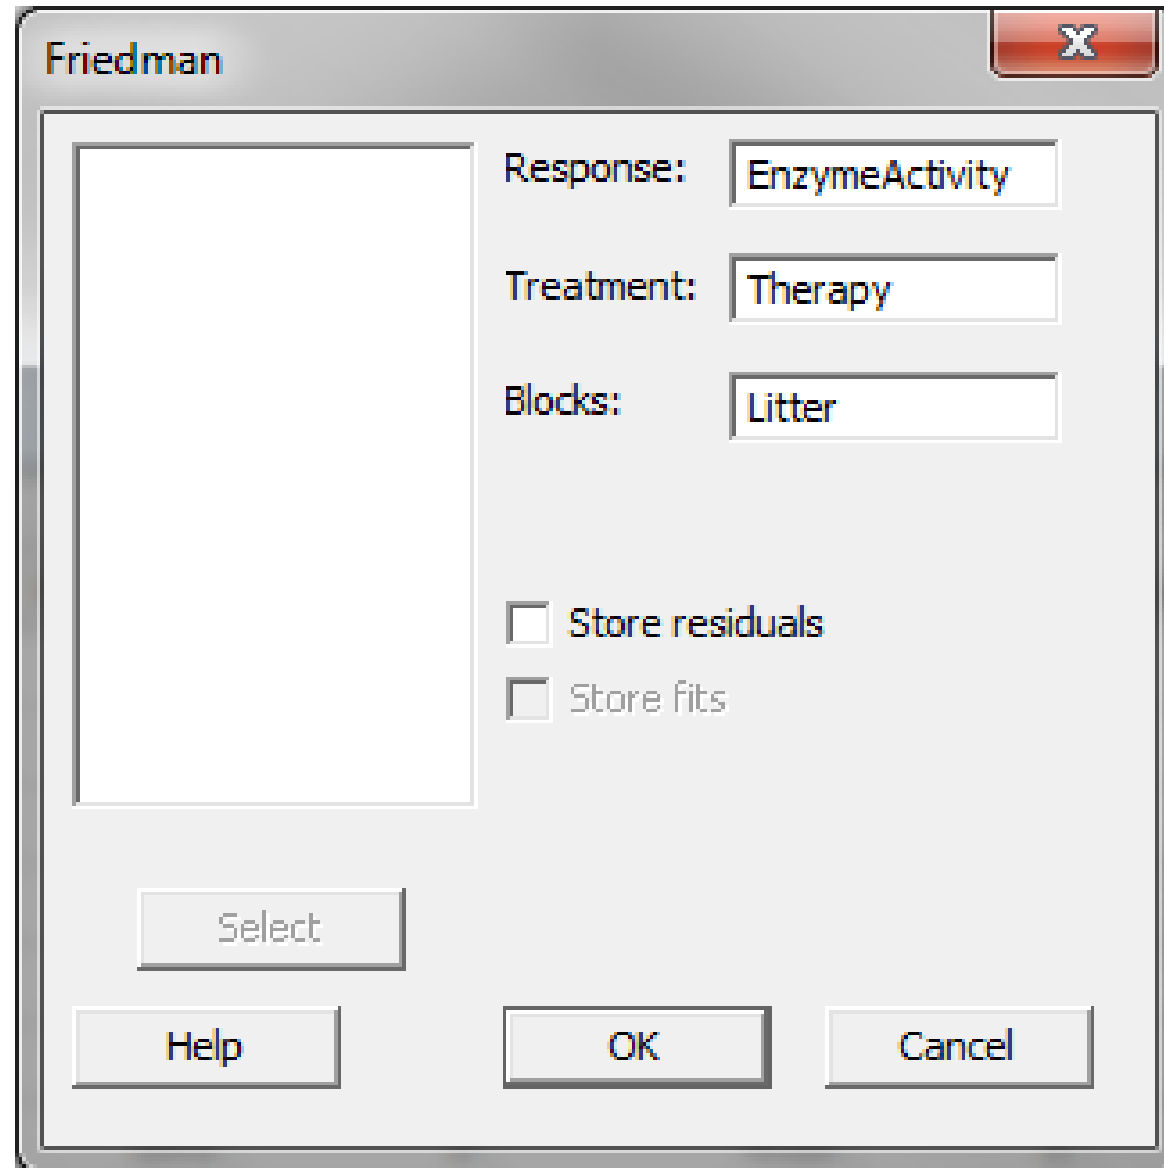 Friedman
Response: EnzymeActivity
Treatment: Therapy
Blocks: Litter
Store residuals
Store fits
Select
Help OK Cancel